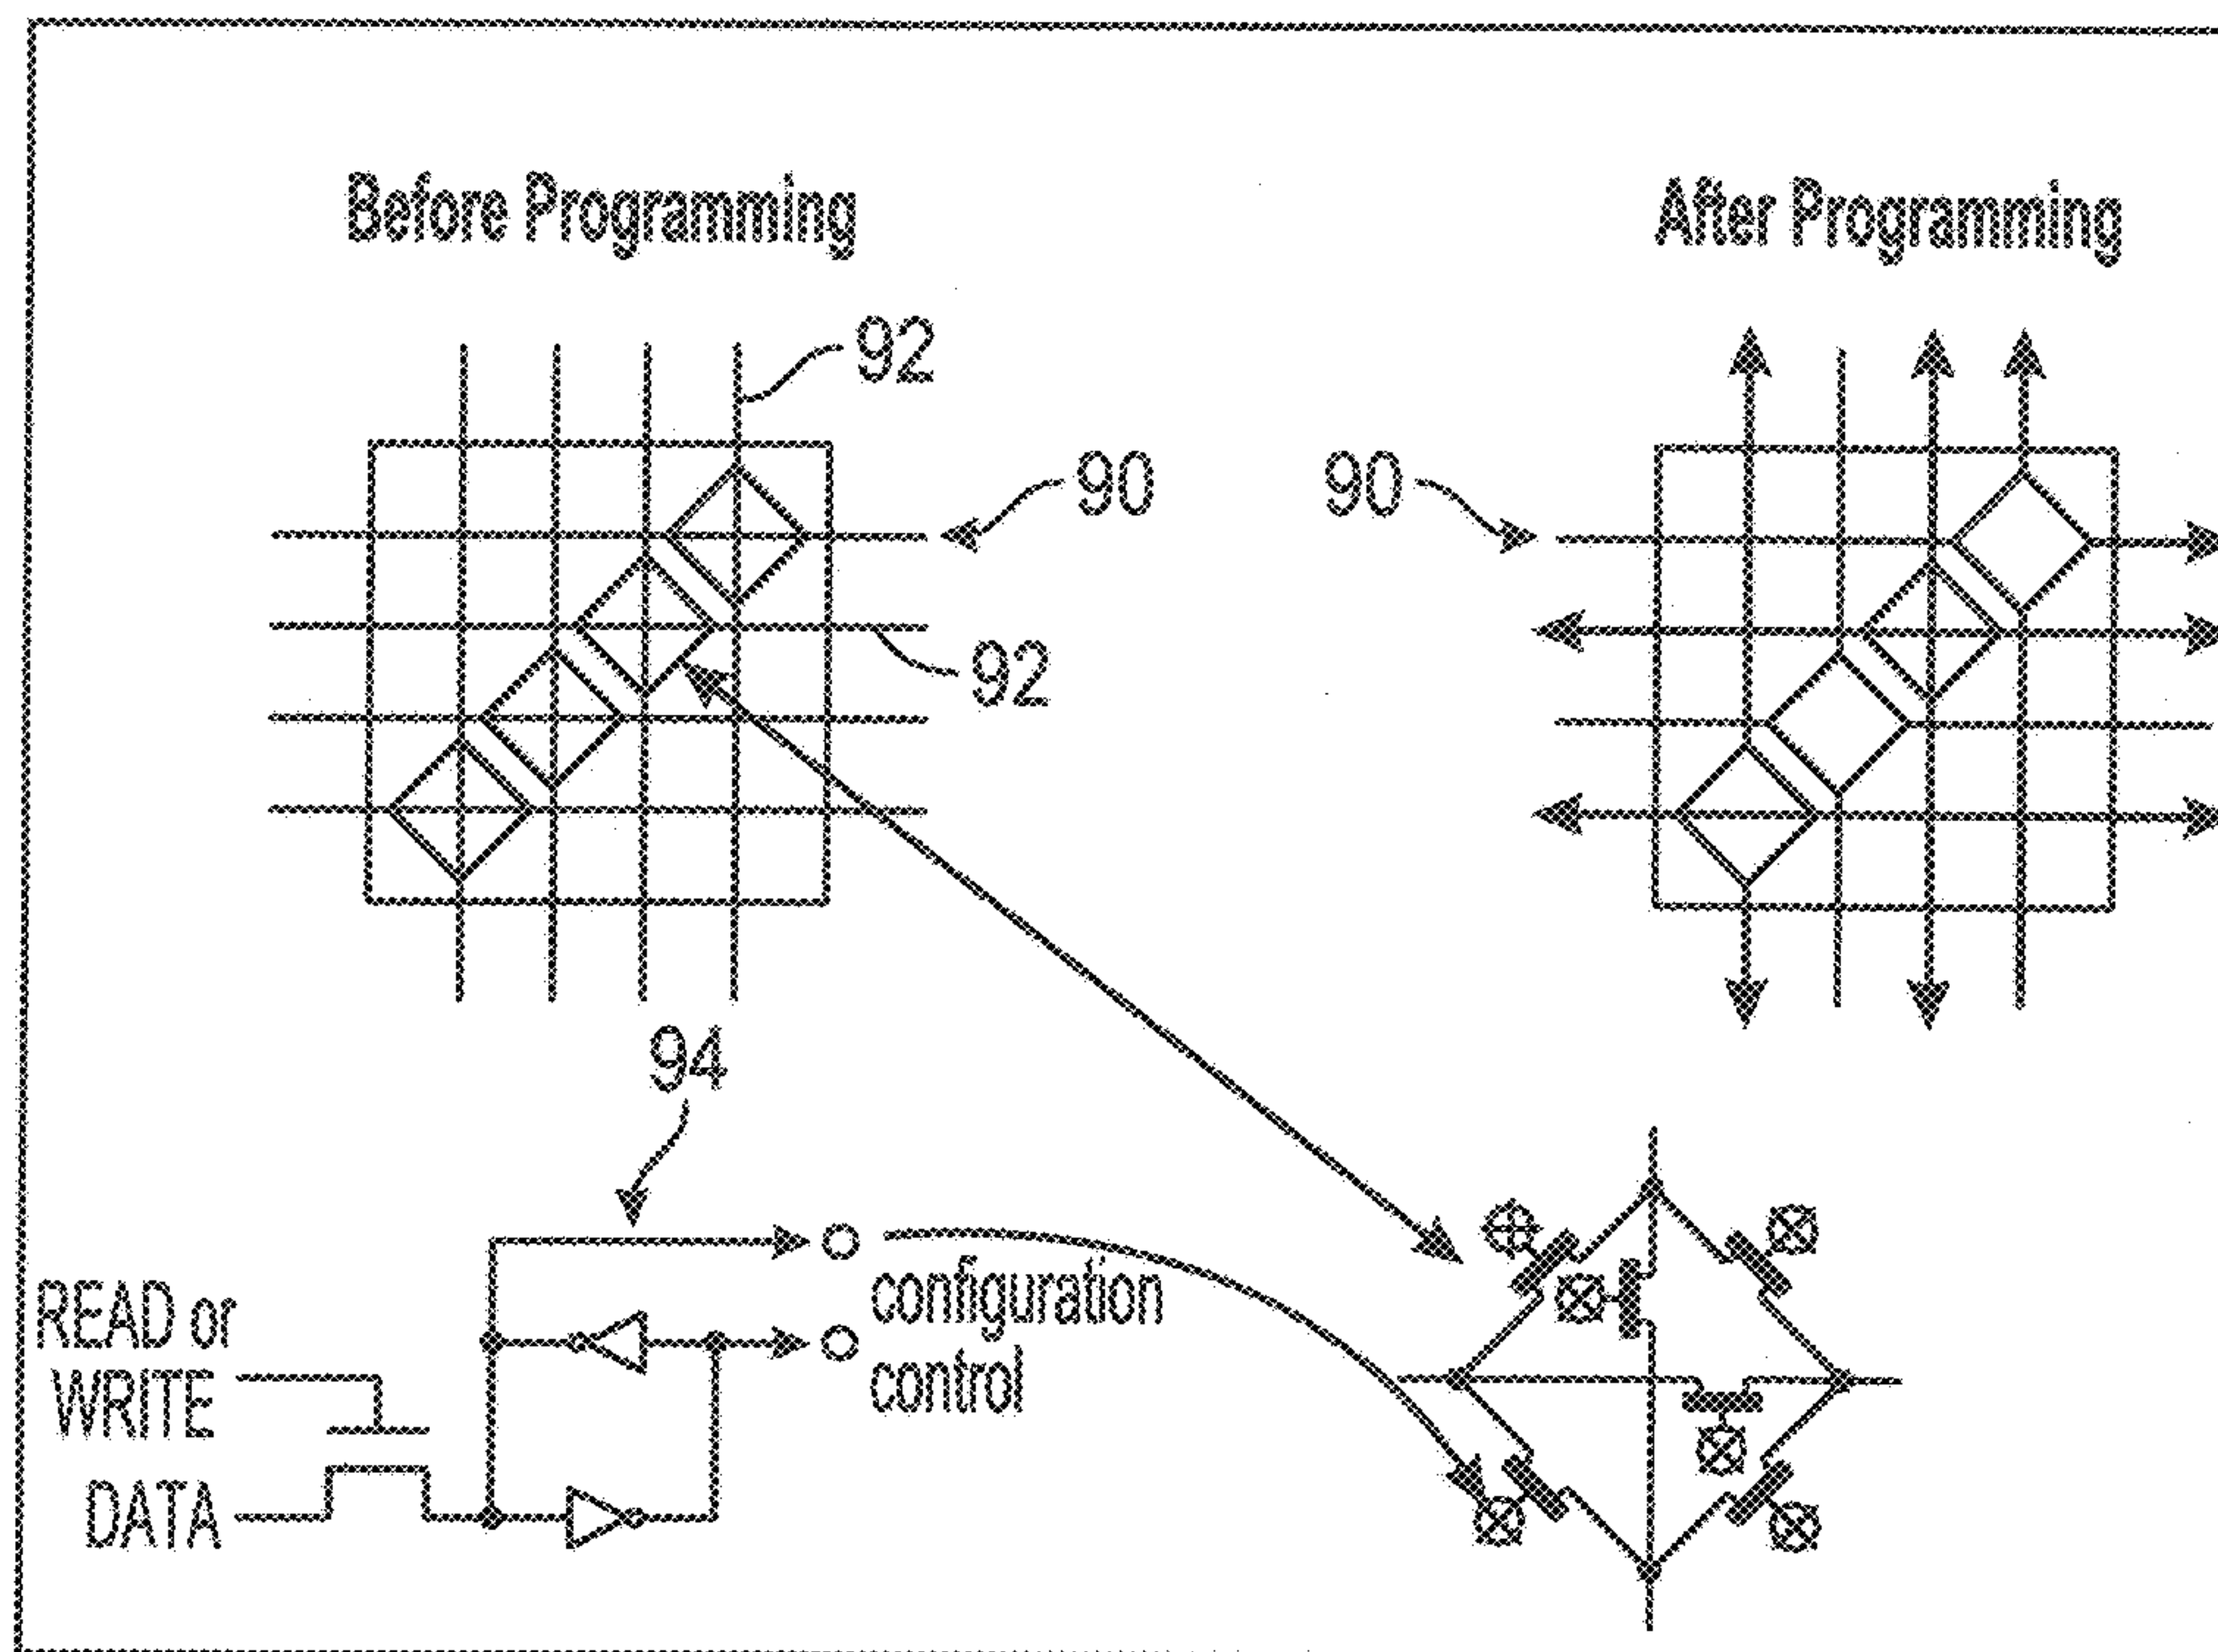 Before Programming
After Programming
92
90
90
92
94
READ or
WRITE
DATA
configuration
control